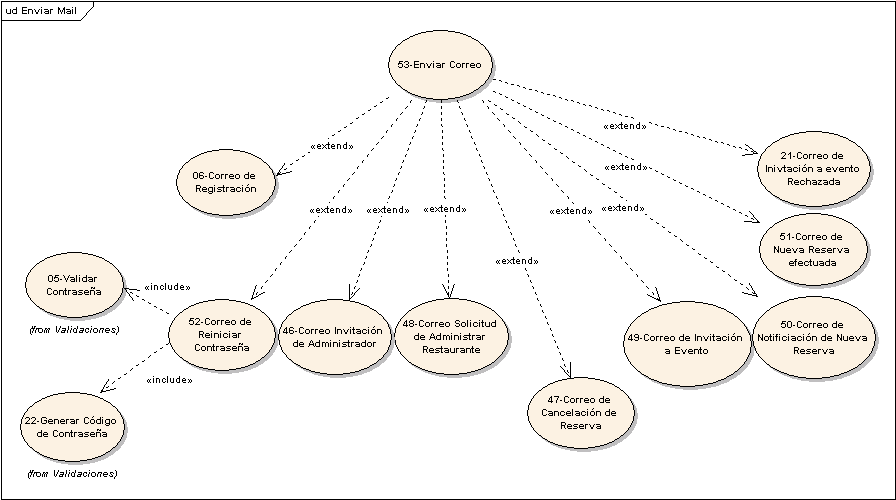 ud Enviar Mail
53-Enviar Correo
«extend»
«extend»
06-Correo de
Registración
21-Correo de
Inivtación a evento
Rechazada
«extend»
«extend»
«extend»
«extend»
«extend»
«extend»
51-Correo de
Nueva Reserva
efectuada
«extend»
05-Validar
Contraseña
(from Validaciones)
«include»
52-Correo de
Reiniciar
Contraseña
46-Correo Invitación
de Administrador
48-Correo Solicitud
de Administrar
Restaurante
49-Correo de Invitación
a Evento
50-Correo de
Notificiación de Nueva
Reserva
«include»
47-Correo de
Cancelación de
Reserva
22-Generar Código
de Contraseña
(from Validaciones)